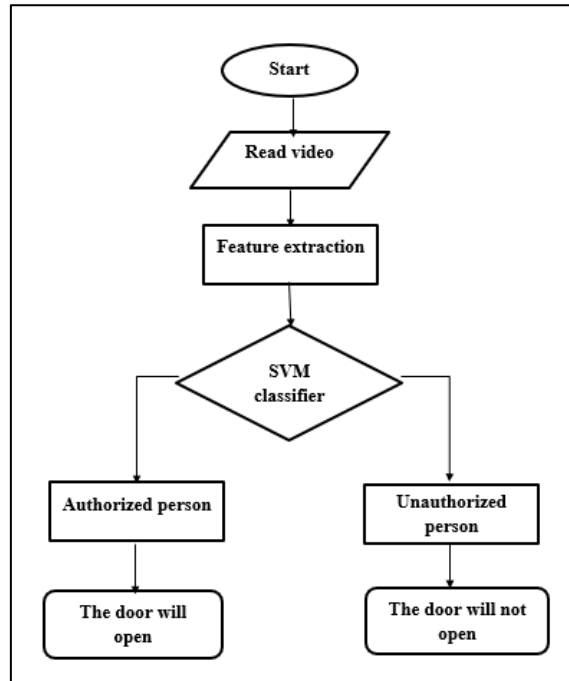 Start
Read video
Feature extraction
SVM
classifier
Authorized person
Unauthorized
person
The door will
open
The door will not
open